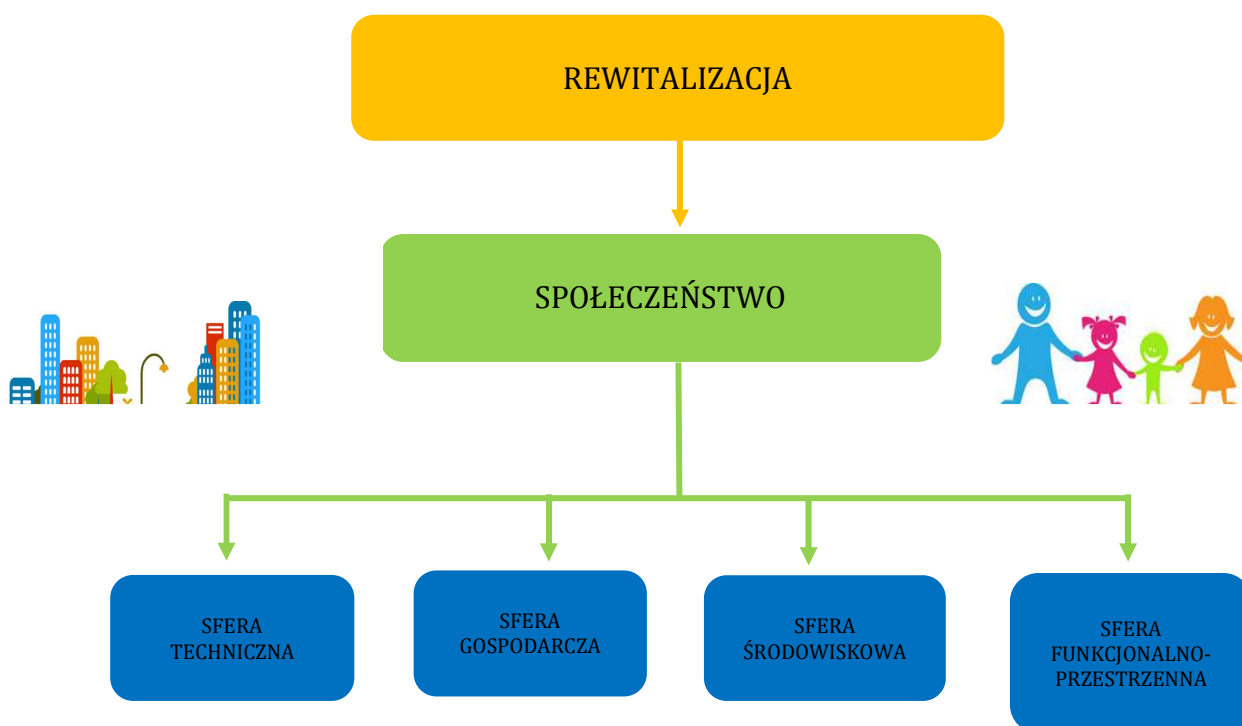 REWITALIZACJA
SPOŁECZEŃSTWO
SFERA
TECHNICZNA
SFERA
GOSPODARCZA
SFERA
ŚRODOWISKOWA
SFERA
FUNKCJONALNO-
PRZESTRZENNA